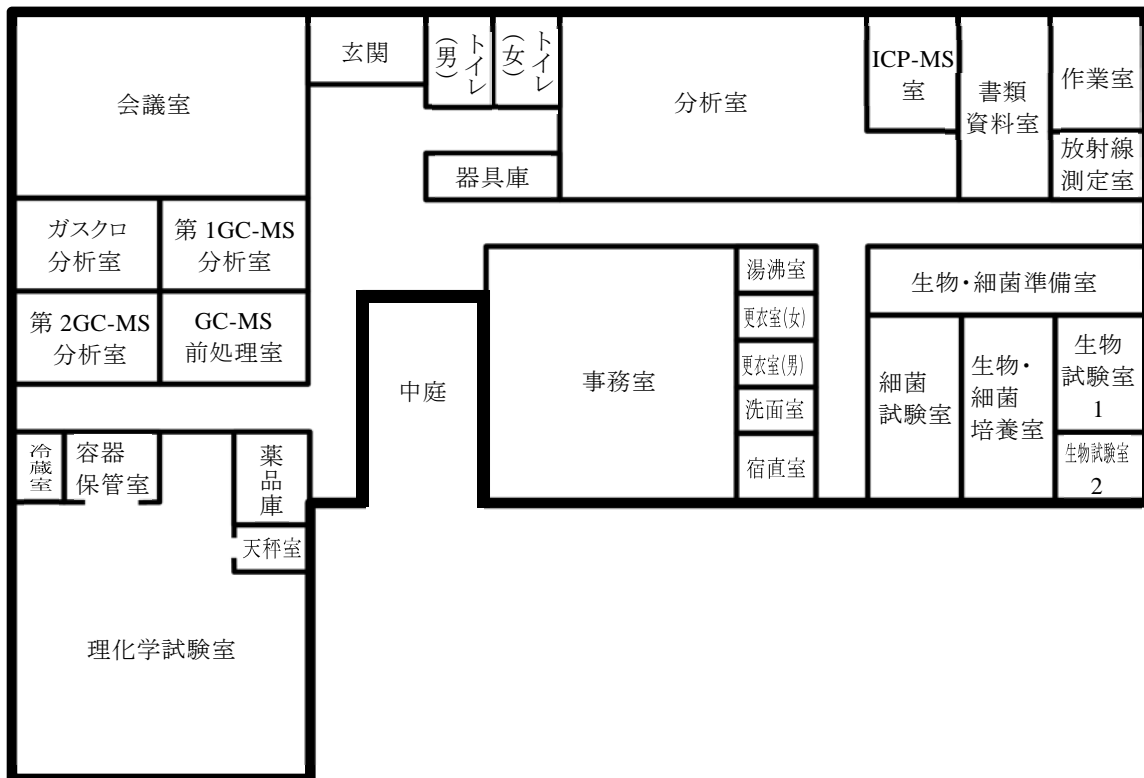 会議室
玄関
トイレ
(男)
トイレ
(女)
分析室
ICP-MS
室
書類
資料室
作業室
放射線
測定室
器具庫
ガスクロ
分析室
第1GC-MS
分析室
第2GC-MS
分析室
GC-MS
前処理室
中庭
事務室
湯沸室
更衣室(女)
更衣室(男)
洗面室
宿直室
生物・細菌準備室
細菌
試験室
生物・
細菌
培養室
生物
試験室
1
生物試験室
2
冷蔵室
容器
保管室
薬品庫
天秤室
理化学試験室